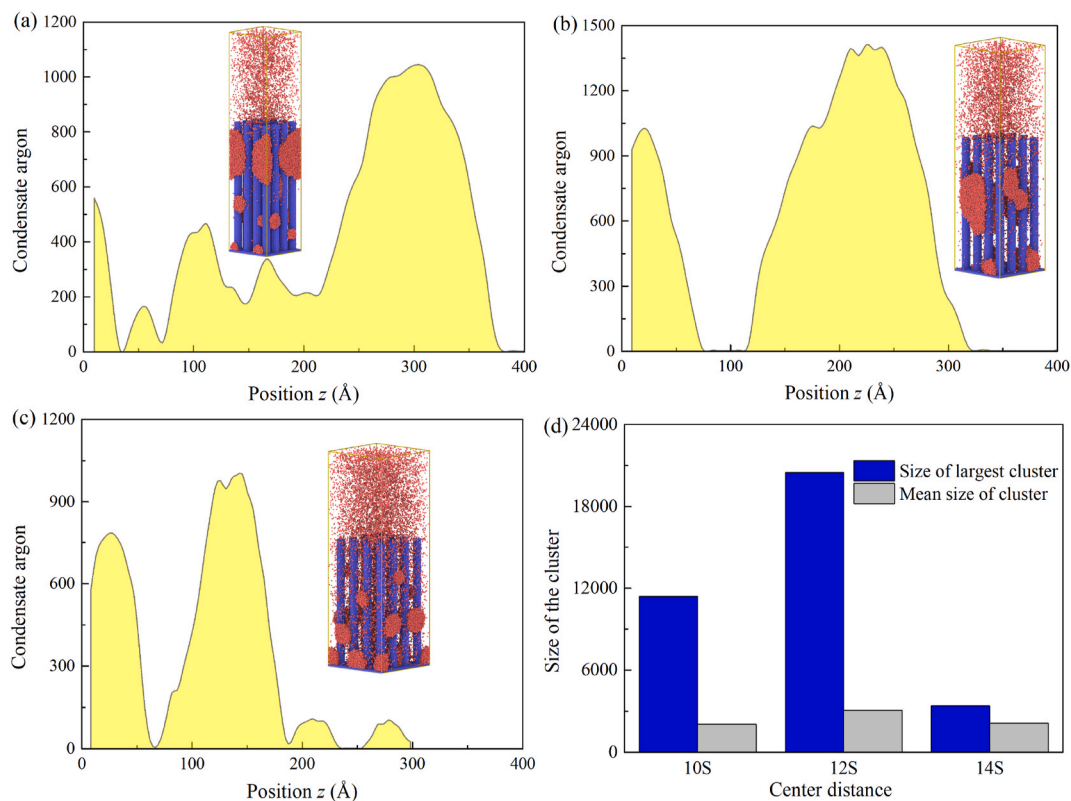 (a)
1200
1000
800
600
400
200
0
Condensate argon
0 100 200 300 400
Position z (Å)
(b)
1500
1200
900
600
300
0
Condensate argon
0 100 200 300 400
Position z (Å)
(c)
1200
900
600
300
0
Condensate argon
0 100 200 300 400
Position z (Å)
(d)
24000
18000
12000
6000
0
Size of the cluster
Size of largest cluster
Mean size of cluster
10S 12S 14S
Center distance